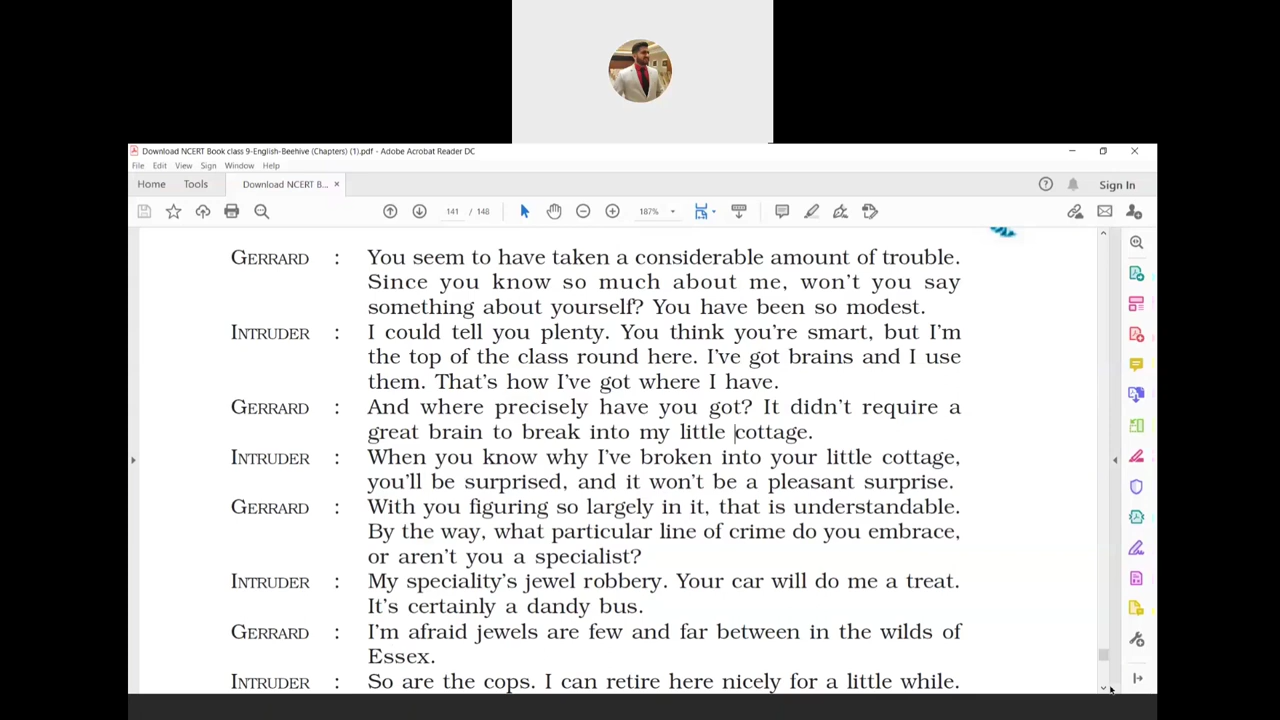 Download NCERT Book class 9-English-Beehive (Chapters) (1).pdf - Adobe Acrobat Reader DC
File Edit View Sign Window Help
Home Tools Download NCERT B... × Sign In
141 / 148 187%
GERRARD : You seem to have taken a considerable amount of trouble.
Since you know so much about me, won't you say
something about yourself? You have been so modest.
INTRUDER : I could tell you plenty. You think you're smart, but I'm
the top of the class round here. I've got brains and I use
them. That's how I've got where I have.
GERRARD : And where precisely have you got? It didn't require a
great brain to break into my little cottage.
INTRUDER : When you know why I've broken into your little cottage,
you'll be surprised, and it won't be a pleasant surprise.
GERRARD : With you figuring so largely in it, that is understandable.
By the way, what particular line of crime do you embrace,
or aren't you a specialist?
INTRUDER : My speciality's jewel robbery. Your car will do me a treat.
It's certainly a dandy bus.
GERRARD : I'm afraid jewels are few and far between in the wilds of
Essex.
INTRUDER : So are the cops. I can retire here nicely for a little while.